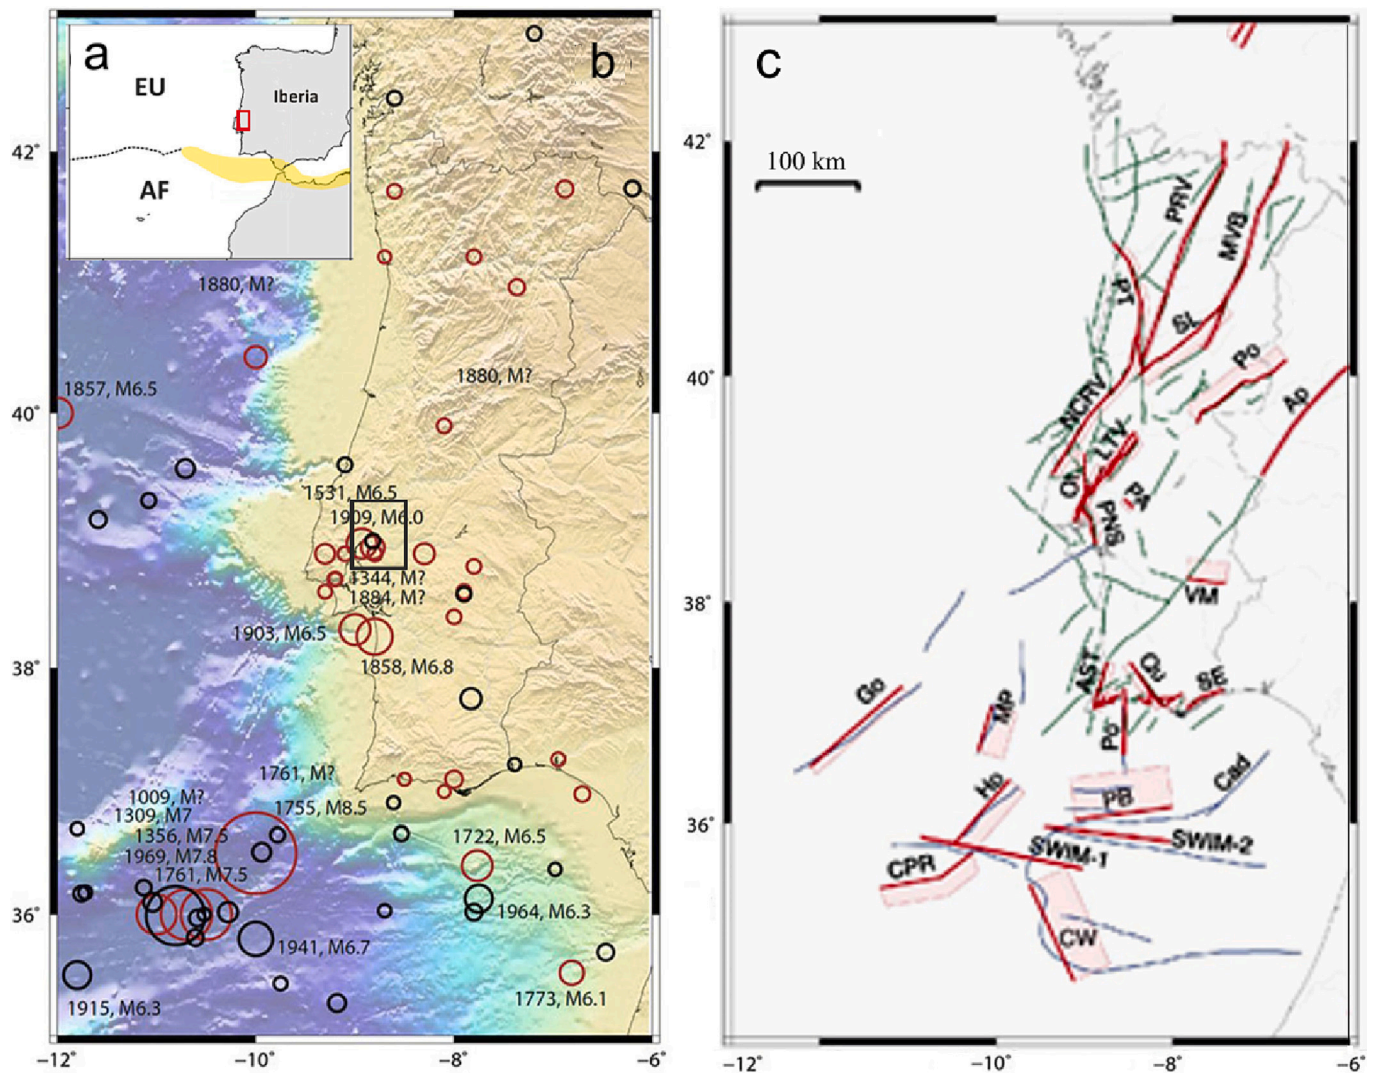 a
EU
Iberia
AF
b
42°
40°
38°
36°
−12°
−10°
−8°
−6°
1880, M?
1857, M6.5
1880, M?
1531, M6.5
1909, M6.0
1344, M?
1884, M?
1903, M6.5
1858, M6.8
1761, M?
1009, M?
1755, M8.5
1309, M7
1356, M7.5
1722, M6.5
1969, M7.8
1761, M7.5
1964, M6.3
1941, M6.7
1915, M6.3
1773, M6.1
c
100 km
42°
40°
38°
36°
−12°
−10°
−8°
−6°
PRV
MVB
PT
SL
Po
Ap
NCRV
LTV
ON
PA
PNS
VM
AST
QJ
SE
Go
MP
Po
Ho
PB
Cad
SWIM-1
SWIM-2
CPR
CW